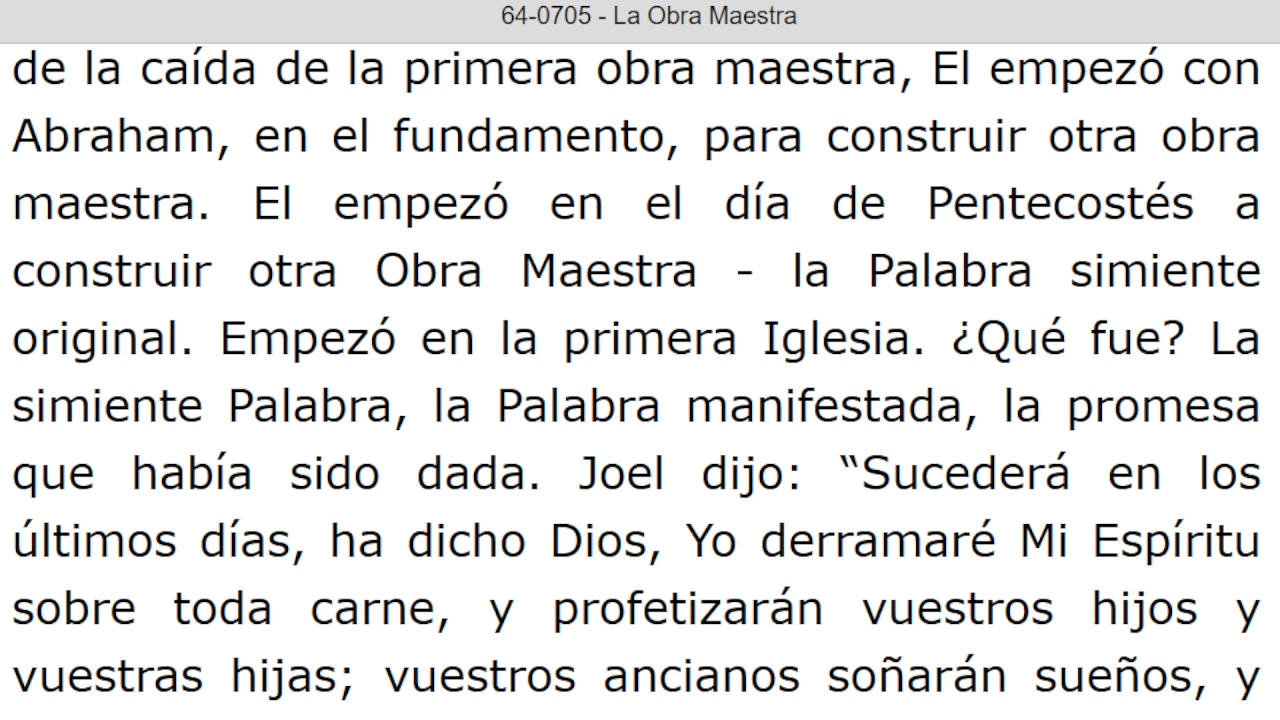 64-0705 - La Obra Maestra
de la caída de la primera obra maestra, El empezó con
Abraham, en el fundamento, para construir otra obra
maestra. El empezó en el día de Pentecostés a
construir otra Obra Maestra - la Palabra simiente
original. Empezó en la primera Iglesia. ¿Qué fue? La
simiente Palabra, la Palabra manifestada, la promesa
que había sido dada. Joel dijo: “Sucederá en los
últimos días, ha dicho Dios, Yo derramaré Mi Espíritu
sobre toda carne, y profetizarán vuestros hijos y
vuestras hijas; vuestros ancianos soñarán sueños, y